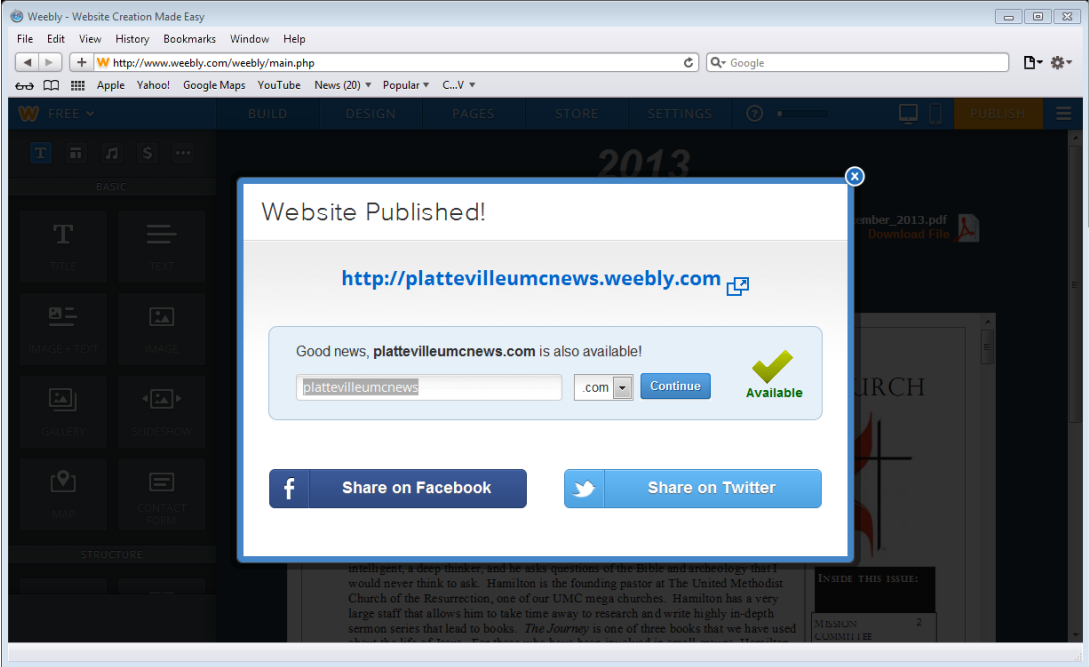 Weebly - Website Creation Made Easy
File Edit View History Bookmarks Window Help
http://www.weebly.com/weebly/main.php
Google
Apple Yahoo! Google Maps YouTube News (20) Popular C...V
FREE BUILD DESIGN PAGES STORE SETTINGS ? PUBLISH
T $ ...
2013
BASIC
ember_2013.pdf
Download File
TITLE TEXT
IMAGE + TEXT IMAGE
GALLERY SLIDESHOW
MAP CONTACT
FORM
STRUCTURE
Website Published!
http://plattevilleumcnews.weebly.com
Good news, plattevilleumcnews.com is also available!
plattevilleumcnews .com Continue
Available
Share on Facebook Share on Twitter
URCH
intelligent, a deep thinker, and he asks questions of the Bible and archeology that I
would never think to ask. Hamilton is the founding pastor at The United Methodist
Church of the Resurrection, one of our UMC mega churches. Hamilton has a very
large staff that allows him to take time away to research and write highly in-depth
sermon series that lead to books. The Journey is one of three books that we have used
INSIDE THIS ISSUE:
MISSION 2
COMMITTEE